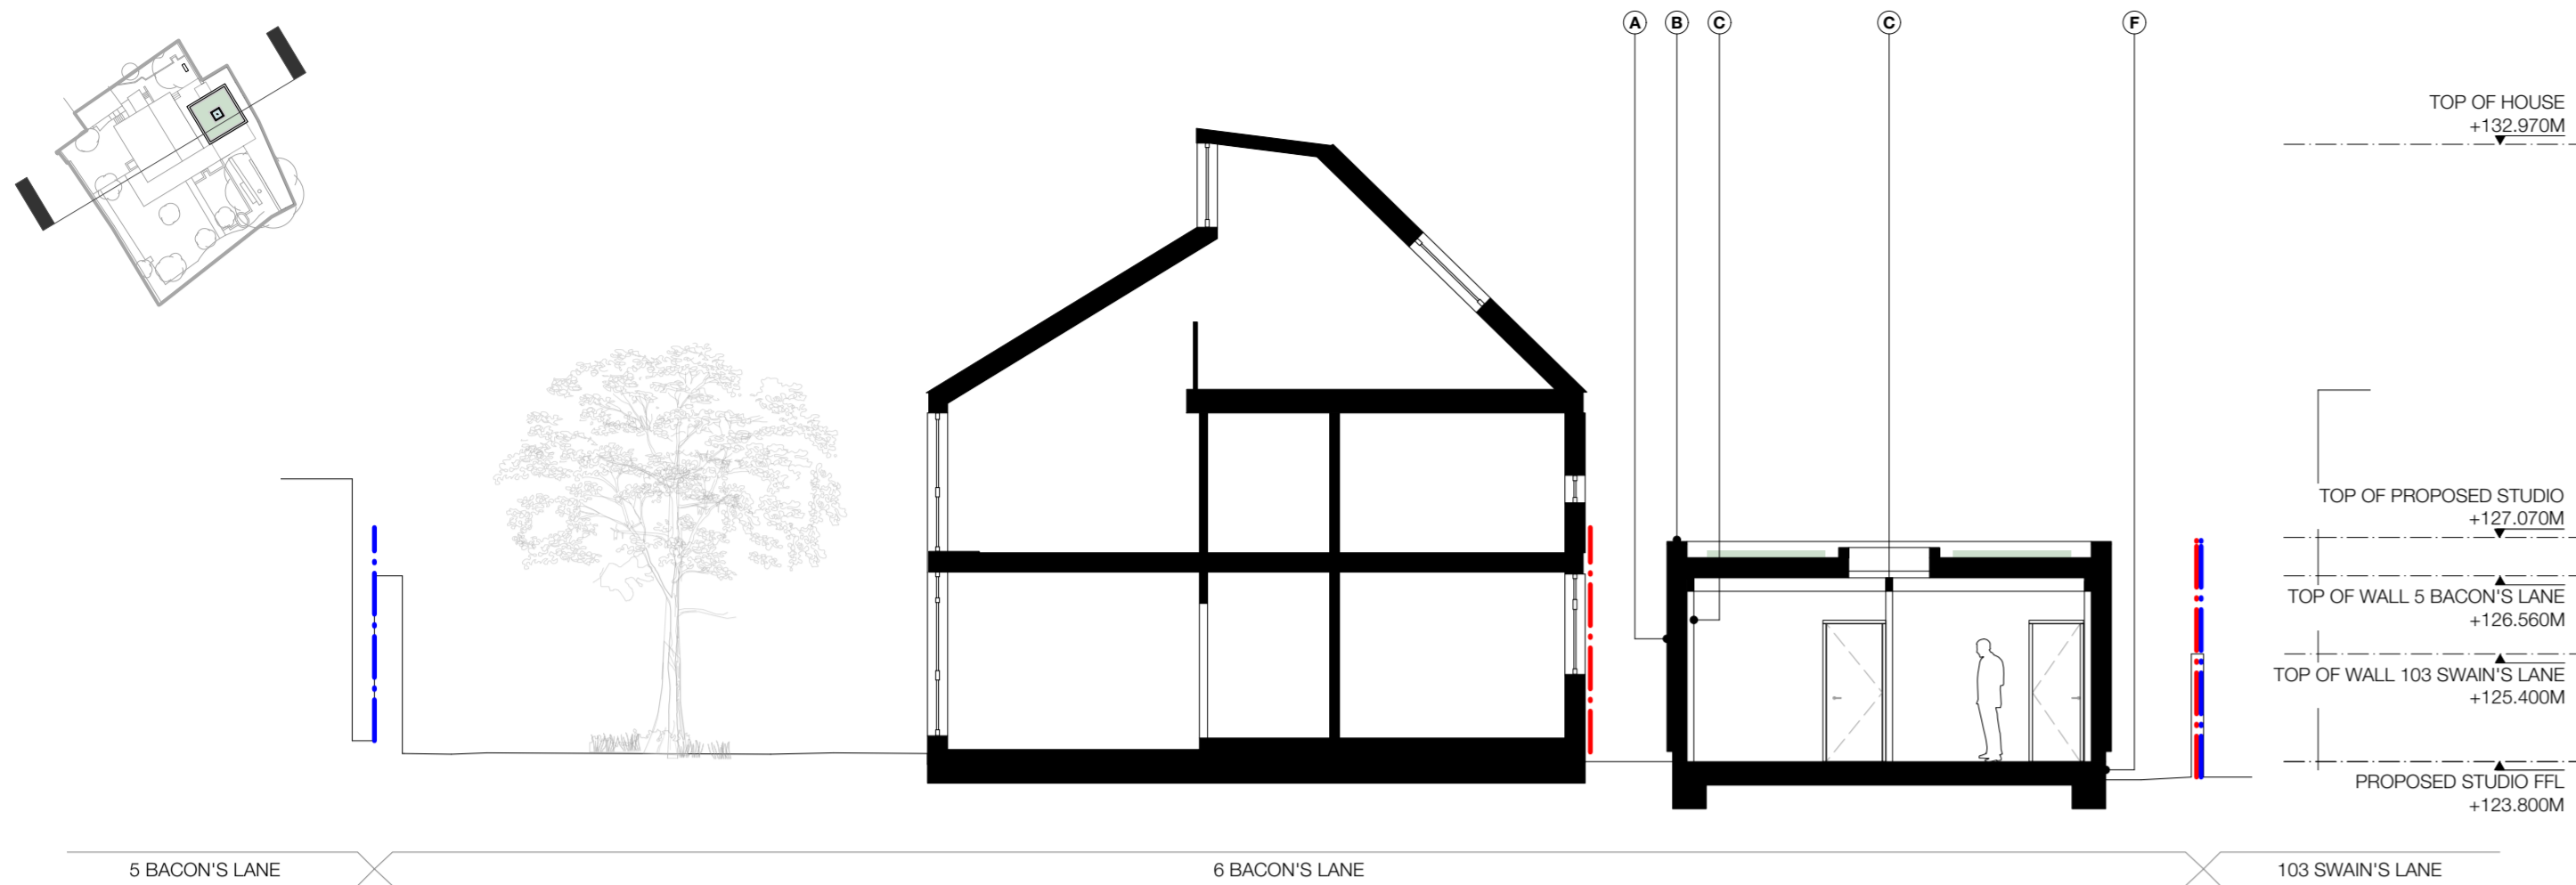 A B C C F
TOP OF HOUSE
+132.970M
TOP OF PROPOSED STUDIO
+127.070M
TOP OF WALL 5 BACON'S LANE
+126.560M
TOP OF WALL 103 SWAIN'S LANE
+125.400M
PROPOSED STUDIO FFL
+123.800M
5 BACON'S LANE
6 BACON'S LANE
103 SWAIN'S LANE